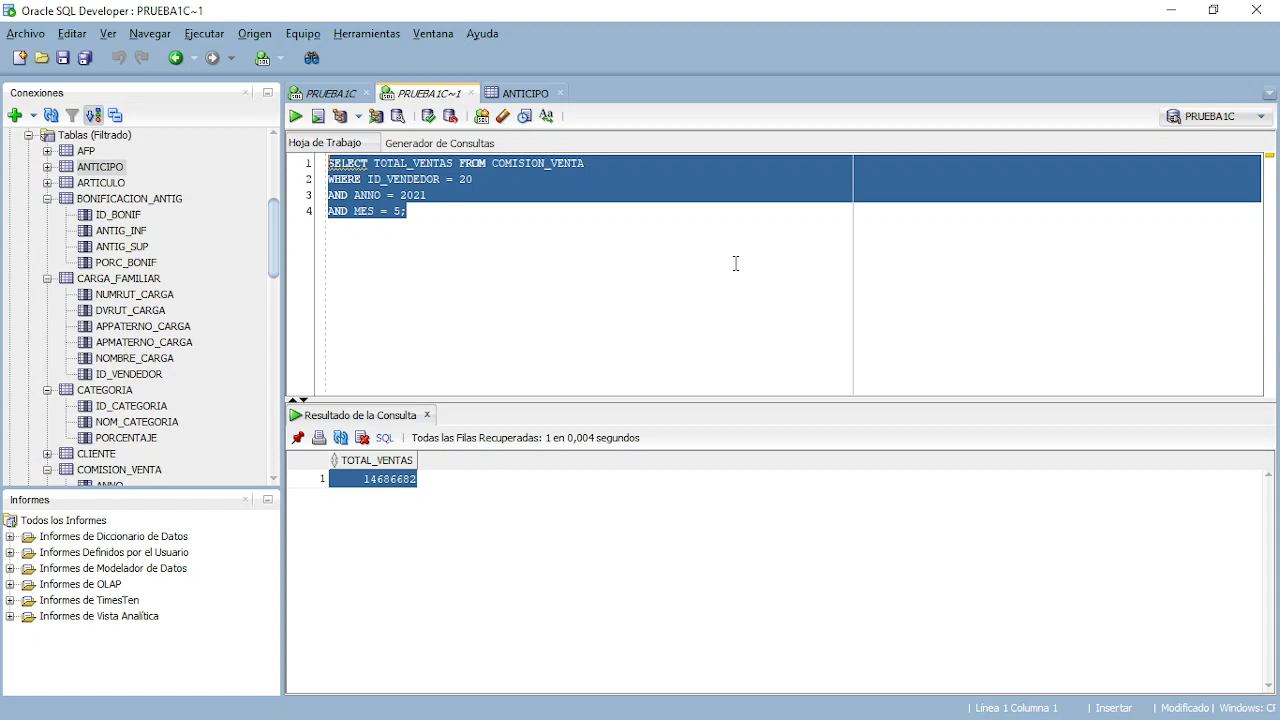 Oracle SQL Developer : PRUEBA1C~1
Archivo Editar Ver Navegar Ejecutar Origen Equipo Herramientas Ventana Ayuda
Conexiones
Tablas (Filtrado)
AFP
ANTICIPO
ARTICULO
BONIFICACION_ANTIG
ID_BONIF
ANTIG_INF
ANTIG_SUP
PORC_BONIF
CARGA_FAMILIAR
NUMRUT_CARGA
DVRUT_CARGA
APPATERNO_CARGA
APMATERNO_CARGA
NOMBRE_CARGA
ID_VENDEDOR
CATEGORIA
ID_CATEGORIA
NOM_CATEGORIA
PORCENTAJE
CLIENTE
COMISION_VENTA
ANNO
Informes
Todos los Informes
Informes de Diccionario de Datos
Informes Definidos por el Usuario
Informes de Modelador de Datos
Informes de OLAP
Informes de TimesTen
Informes de Vista Analítica
PRUEBA1C PRUEBA1C~1 ANTICIPO
PRUEBA1C
Hoja de Trabajo Generador de Consultas
1 SELECT TOTAL_VENTAS FROM COMISION_VENTA
2 WHERE ID_VENDEDOR = 20
3 AND ANNO = 2021
4 AND MES = 5;
Resultado de la Consulta
SQL | Todas las Filas Recuperadas: 1 en 0,004 segundos
TOTAL_VENTAS
1 14686682
| Línea 1 Columna 1 | Insertar | Modificado | Windows: CF